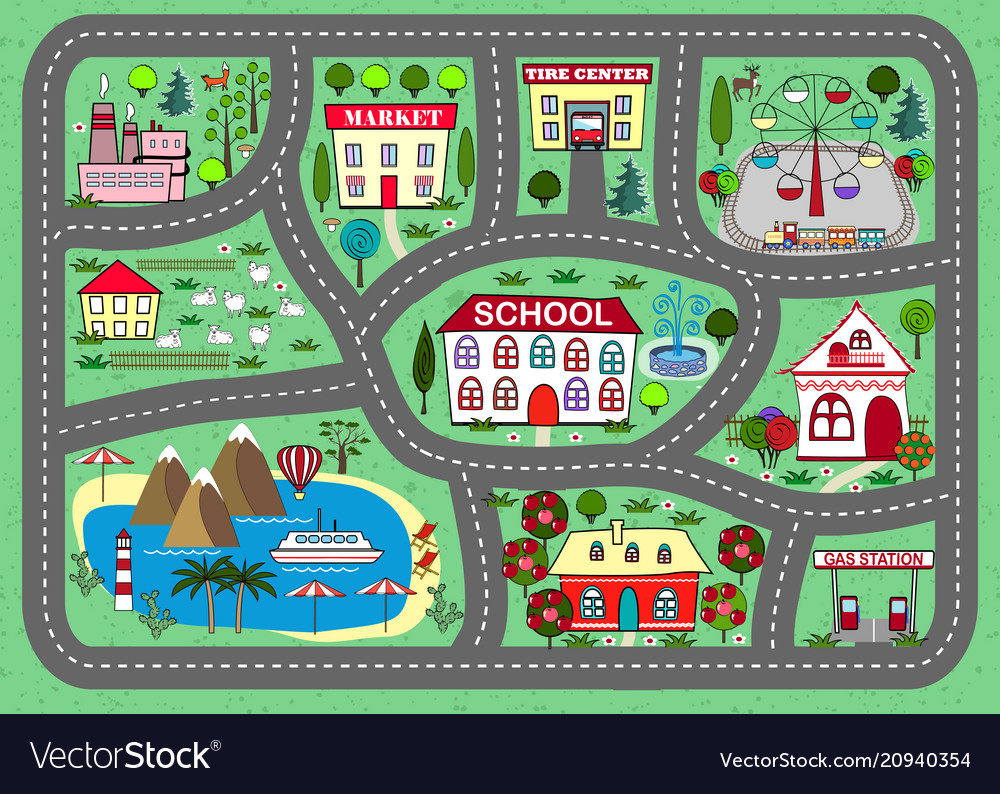 TIRE CENTER
MARKET
SCHOOL
GAS STATION
VectorStock®
VectorStock.com/20940354